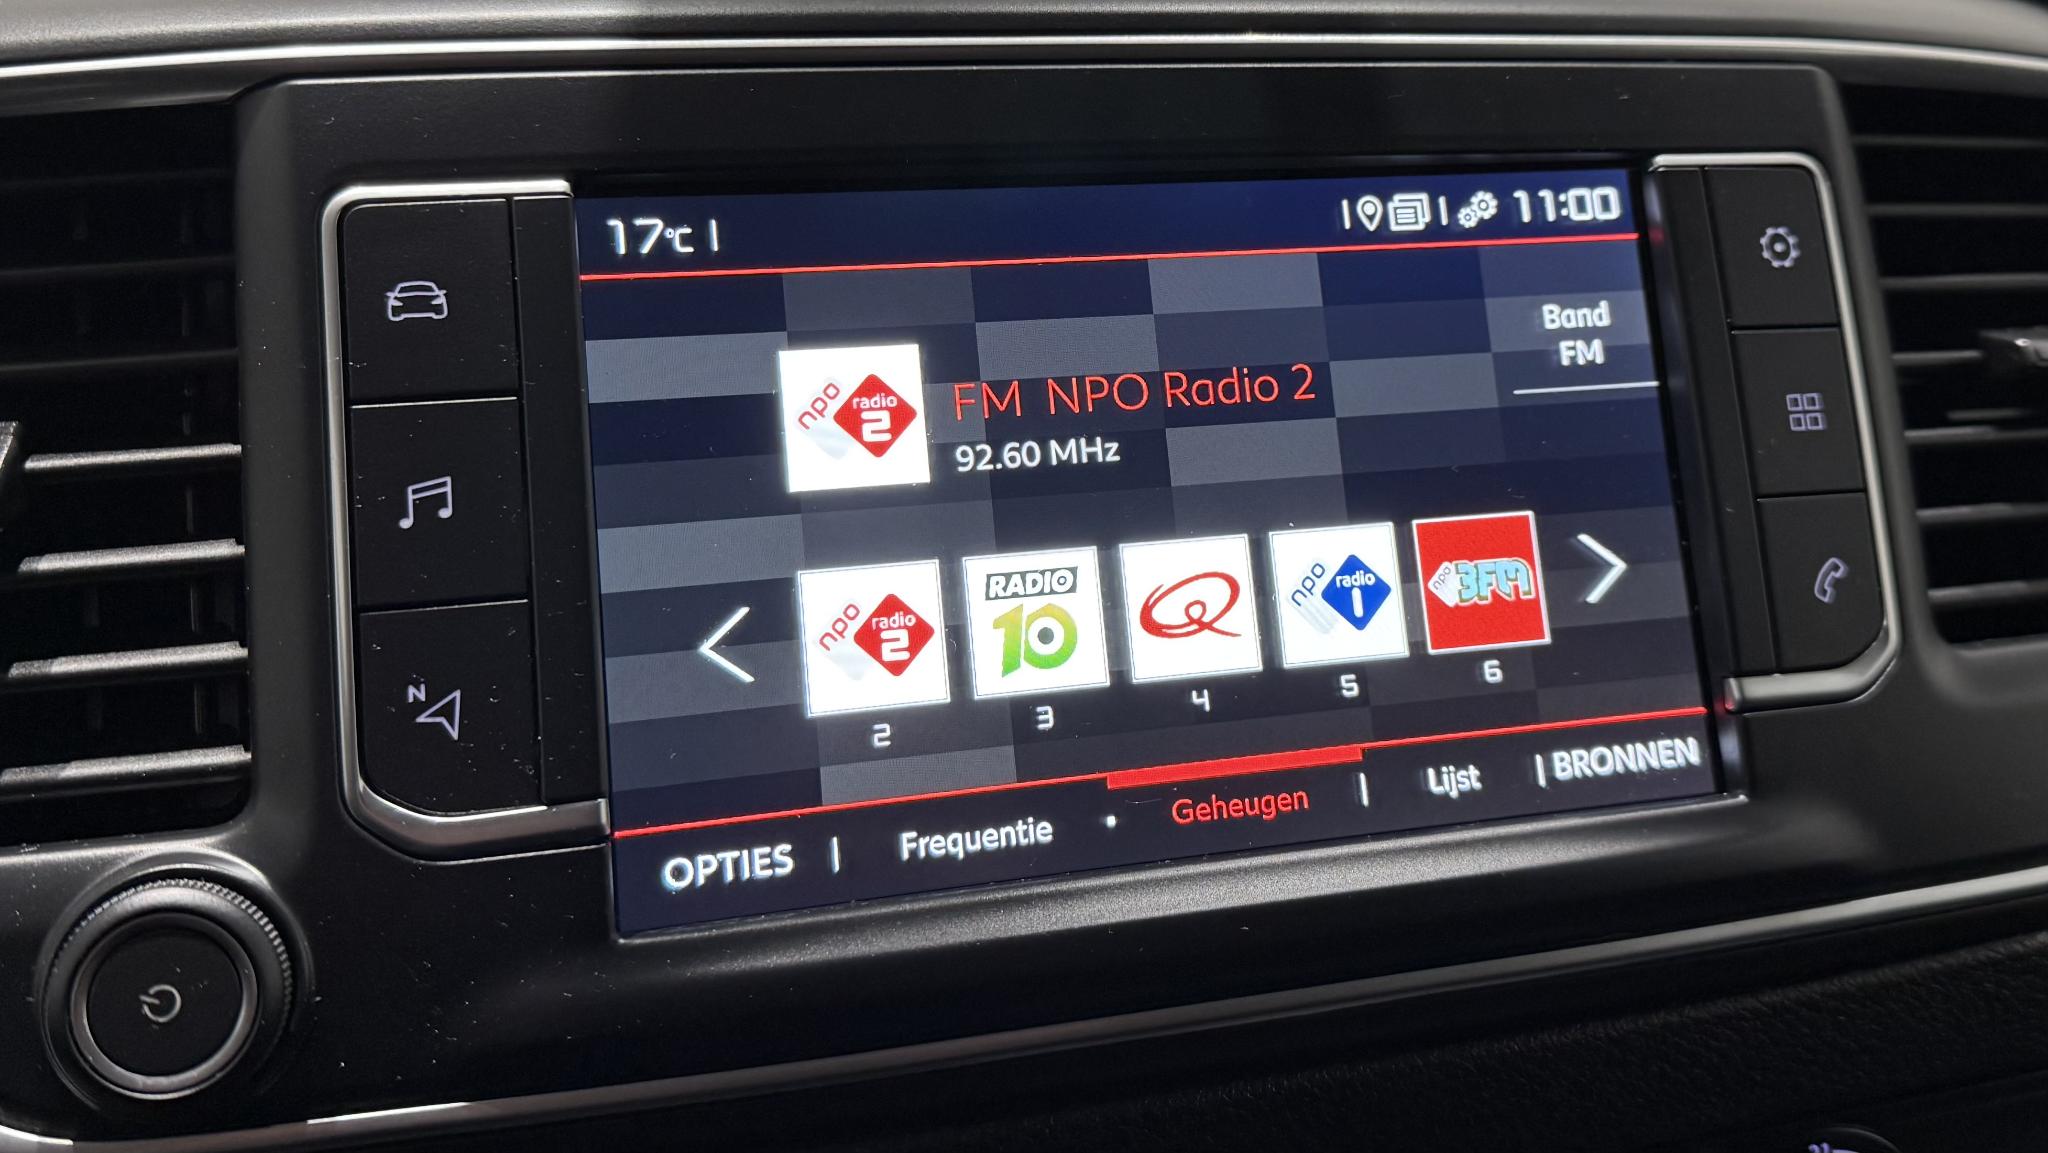 17°C
11:00
Band
FM
npo radio 2
FM NPO Radio 2
92.60 MHz
npo radio 2
RADIO 10
Q
npo radio 1
npo 3FM
2
3
4
5
6
OPTIES
Frequentie
Geheugen
Lijst
BRONNEN
N